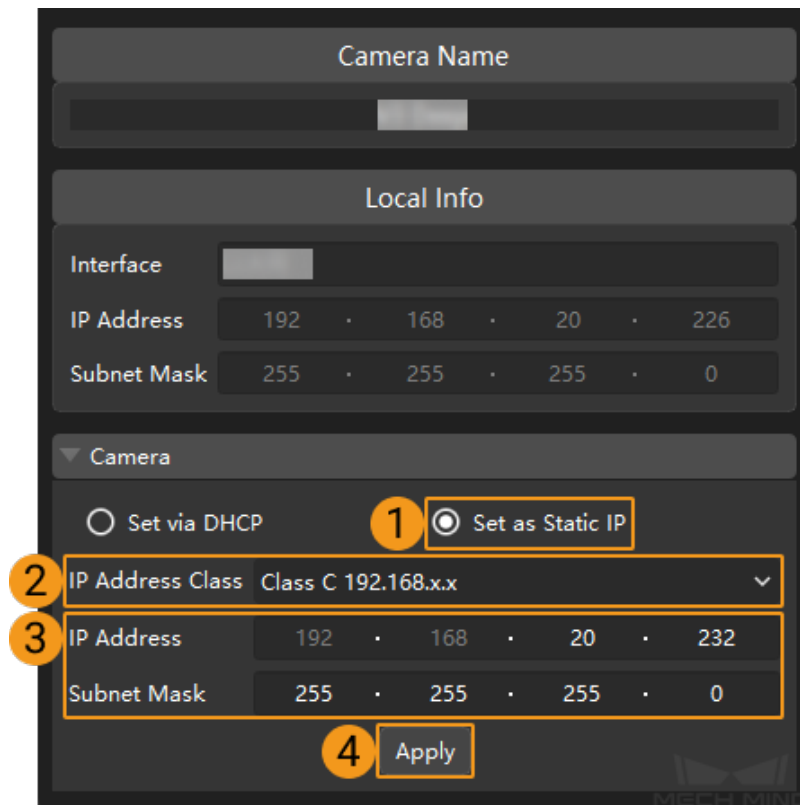 Camera Name
Local Info
Interface
IP Address 192 · 168 · 20 · 226
Subnet Mask 255 · 255 · 255 · 0
Camera
Set via DHCP 1 Set as Static IP
2 IP Address Class Class C 192.168.x.x
3 IP Address 192 · 168 · 20 · 232
Subnet Mask 255 · 255 · 255 · 0
4 Apply
MECH MIND